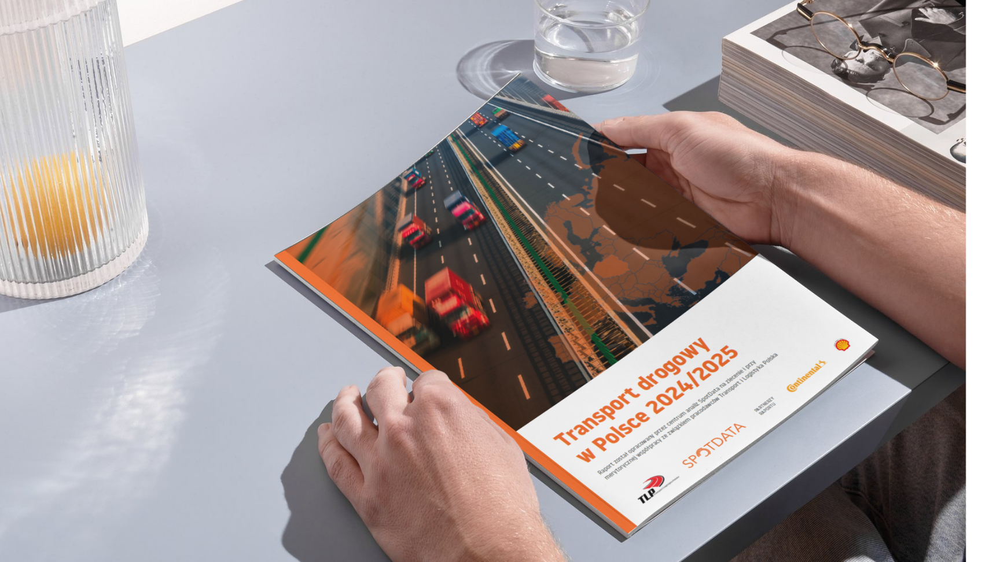 Transport drogowy
w Polsce 2024/2025
Raport został opracowany przez centrum analiz SpotData na zlecenie i przy
merytorycznej współpracy ze związkiem pracodawców Transport i Logistyka Polska
TLP
SPOTDATA
PARTNERZY
RAPORTU
Continental